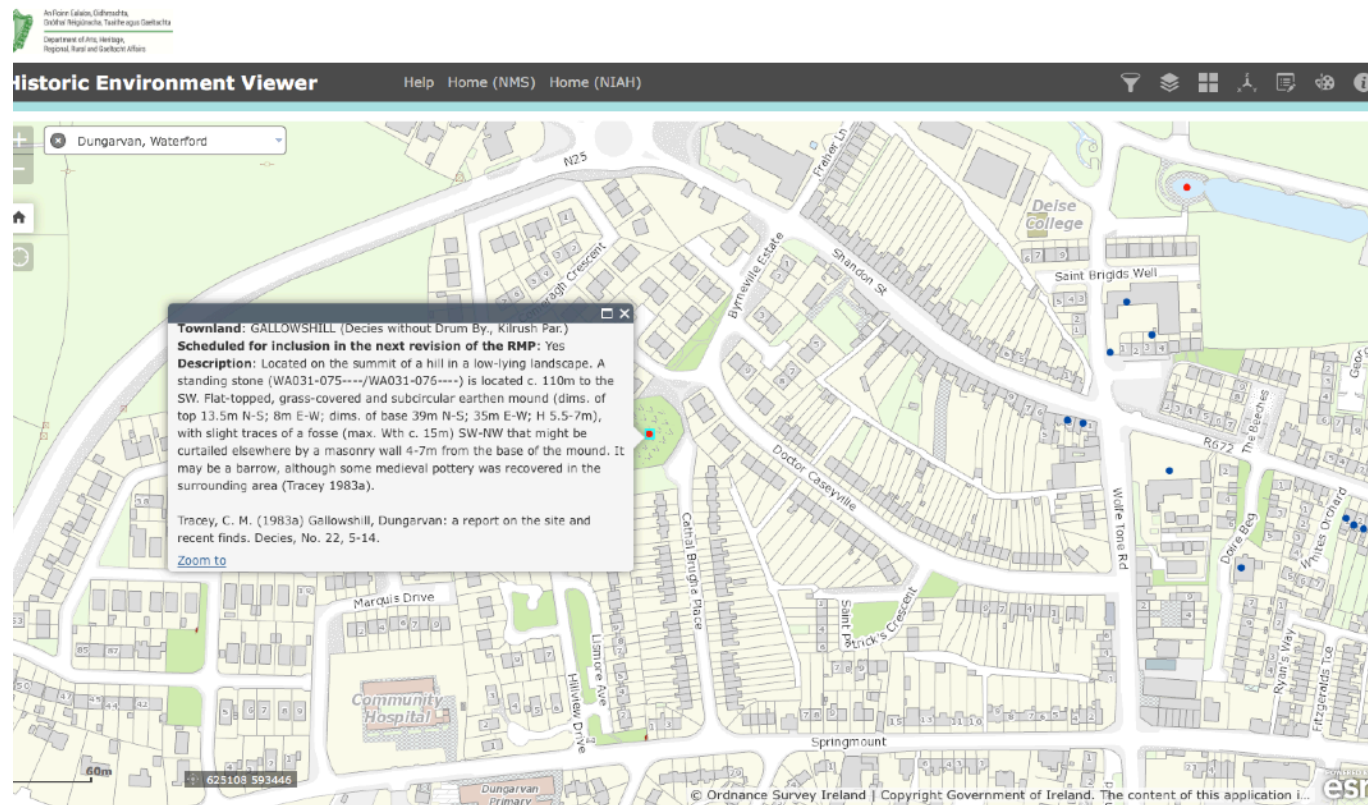 An Roinn Ealaíon, Oidhreachta,
Gnóthaí Réigiúnacha, Tuaithe agus Gaeltachta
Department of Arts, Heritage,
Regional, Rural and Gaeltacht Affairs
Historic Environment Viewer
Help Home (NMS) Home (NIAH)
Dungarvan, Waterford
N25
Fraher Ln
Deise
College
Saint Brigids Well
Comeragh Crescent
Byrneville Estate
Shandon St
Townland: GALLOWSHILL (Decies without Drum By., Kilrush Par.)
Scheduled for inclusion in the next revision of the RMP: Yes
Description: Located on the summit of a hill in a low-lying landscape. A
standing stone (WA031-075----/WA031-076----) is located c. 110m to the
SW. Flat-topped, grass-covered and subcircular earthen mound (dims. of
top 13.5m N-S; 8m E-W; dims. of base 39m N-S; 35m E-W; H 5.5-7m),
with slight traces of a fosse (max. Wth c. 15m) SW-NW that might be
curtailed elsewhere by a masonry wall 4-7m from the base of the mound. It
may be a barrow, although some medieval pottery was recovered in the
surrounding area (Tracey 1983a).
Tracey, C. M. (1983a) Gallowshill, Dungarvan: a report on the site and
recent finds. Decies, No. 22, 5-14.
Zoom to
R672
The Beeches
Doctor Caseyville
Wolfe Tone Rd
Doire Beg
Whites Orchard
Cathal Brugha Place
Marquis Drive
Lismore Ave
Hillview Drive
Saint Patrick's Crescent
Ryan's Way
Fitzgeralds Tce
Community
Hospital
Springmount
60m
625108 593446
Dungarvan
Primary
© Ordnance Survey Ireland | Copyright Government of Ireland. The content of this application i...
POWERED BY
esri